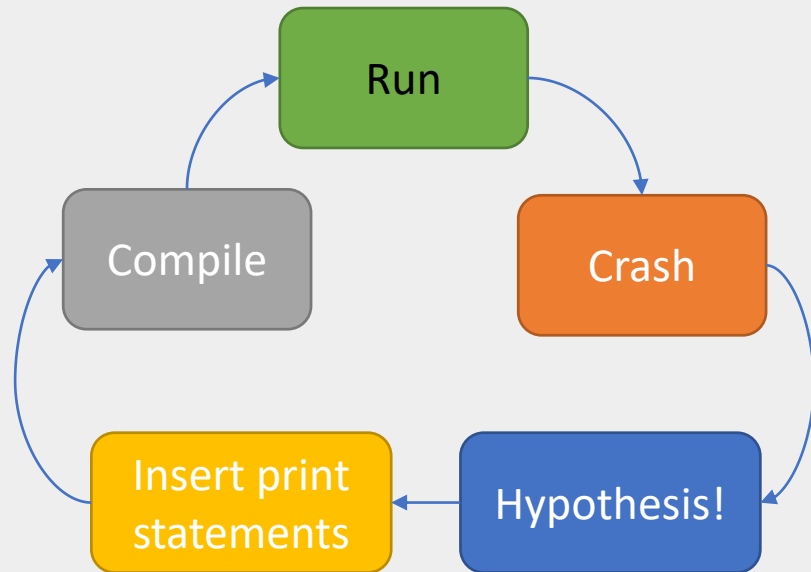 Run
Compile
Crash
Insert print
statements
Hypothesis!